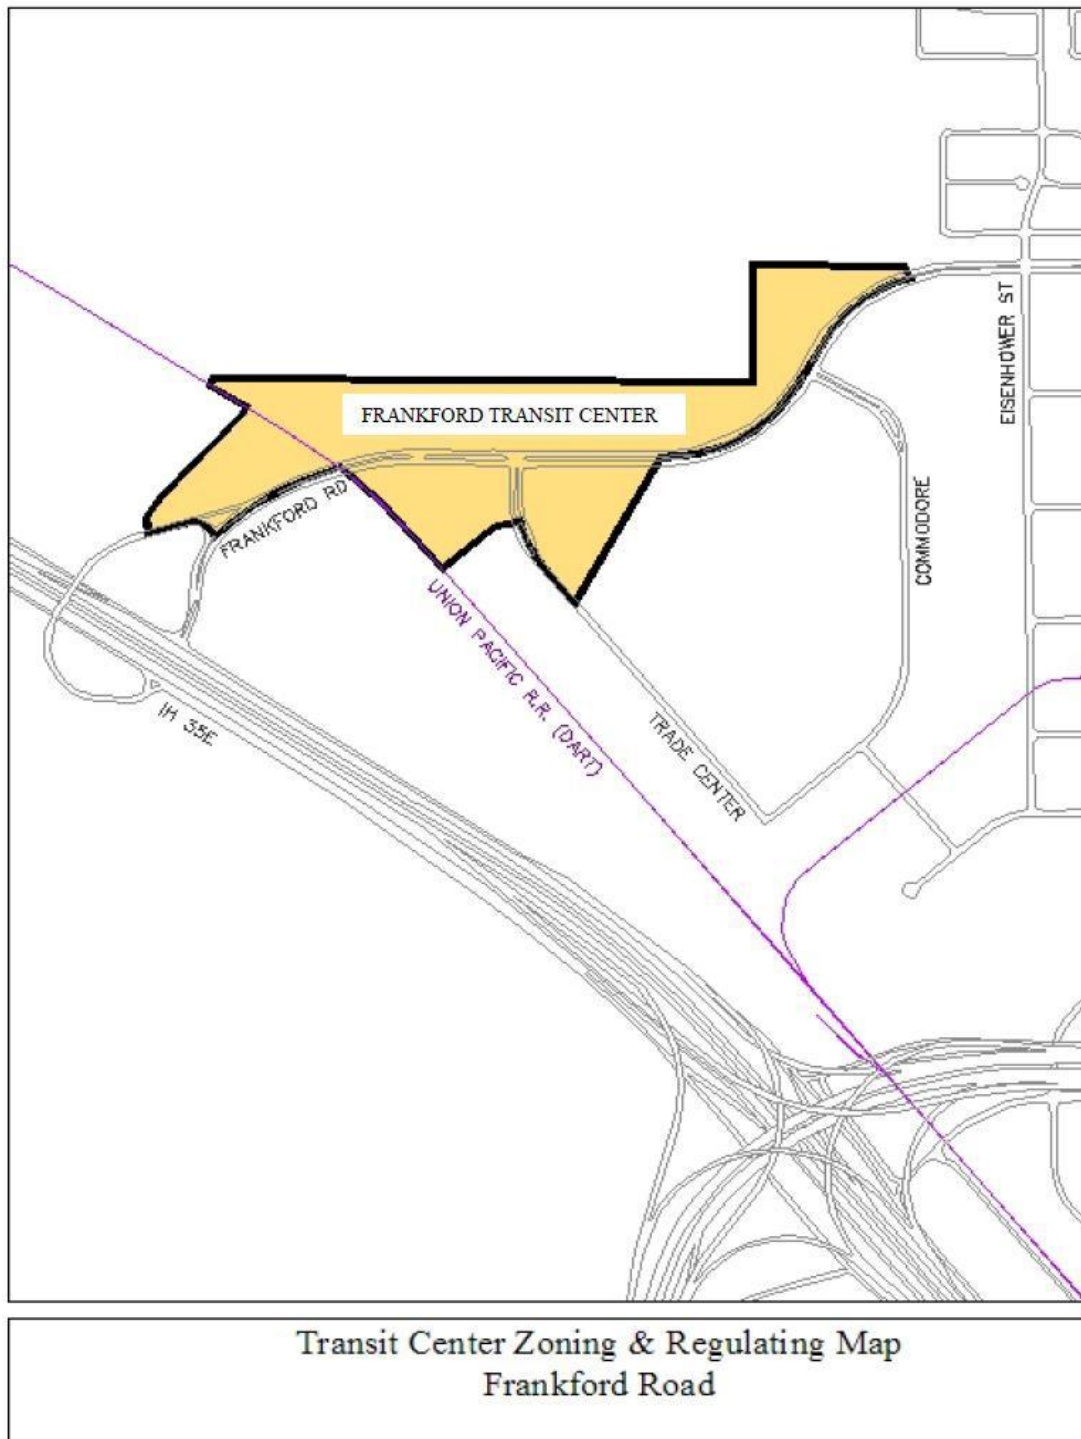 EISENHOWER ST
FRANKFORD TRANSIT CENTER
FRANKFORD RD
COMMODORE
UNION PACIFIC R.R. (DART)
IH 35E
TRADE CENTER
Transit Center Zoning & Regulating Map
Frankford Road